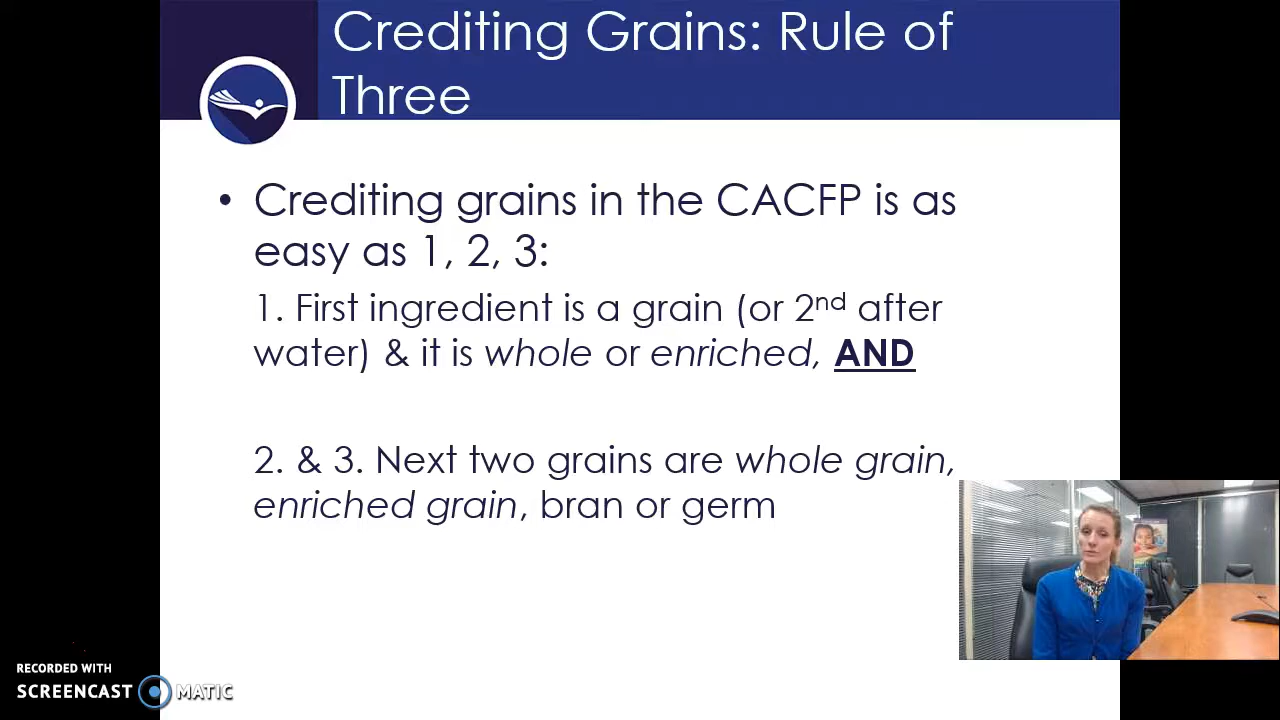 Crediting Grains: Rule of
Three
• Crediting grains in the CACFP is as
easy as 1, 2, 3:
1. First ingredient is a grain (or 2nd after
water) & it is whole or enriched, AND
2. & 3. Next two grains are whole grain,
enriched grain, bran or germ
RECORDED WITH
SCREENCAST MATIC